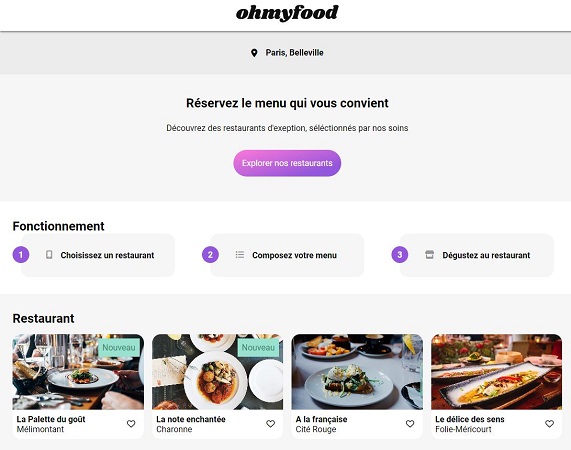 ohmyfood
Paris, Belleville
Réservez le menu qui vous convient
Découvrez des restaurants d'exeption, séléctionnés par nos soins
Explorer nos restaurants
Fonctionnement
1 Choisissez un restaurant
2 Composez votre menu
3 Dégustez au restaurant
Restaurant
Nouveau
Nouveau
La Palette du goût
Mélimontant
La note enchantée
Charonne
A la française
Cité Rouge
Le délice des sens
Folie-Méricourt